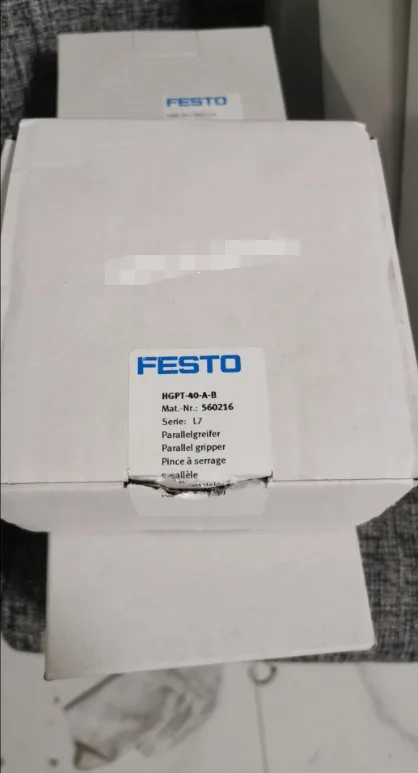 FESTO
FESTO
HGPT-40-A-B
Mat.-Nr.: 560216
Serie: L7
Parallelgreifer
Parallel gripper
Pince à serrage
parallèle